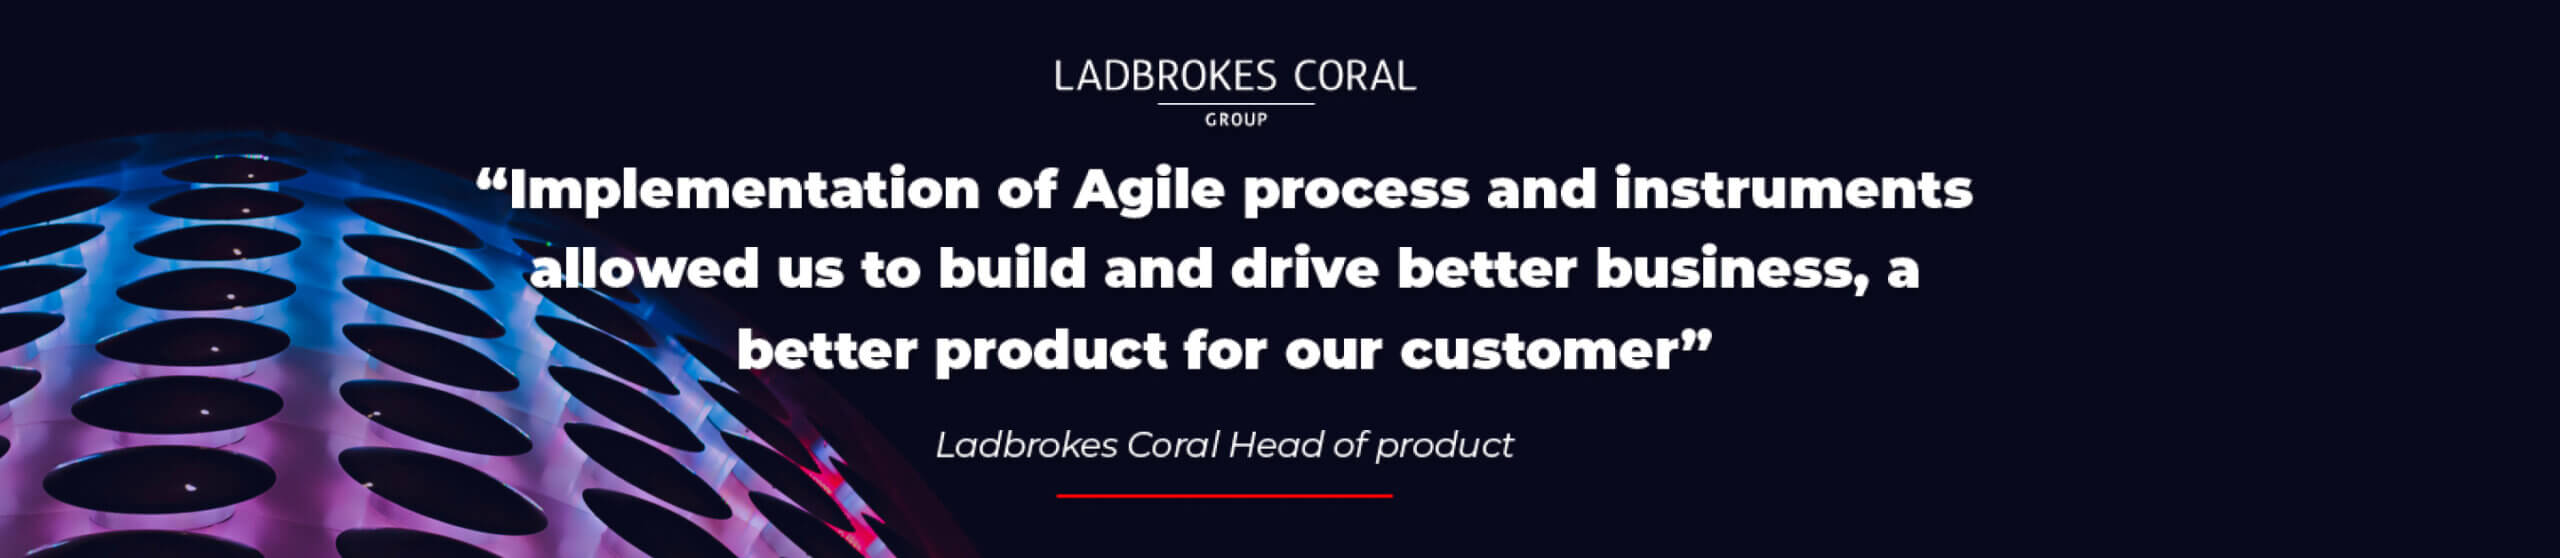 LADBROKES CORAL
GROUP
“Implementation of Agile process and instruments
allowed us to build and drive better business, a
better product for our customer”
Ladbrokes Coral Head of product